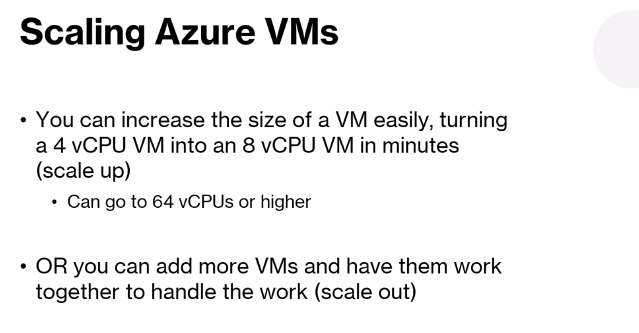 Scaling Azure VMs
• You can increase the size of a VM easily, turning
a 4 vCPU VM into an 8 vCPU VM in minutes
(scale up)
• Can go to 64 vCPUs or higher
• OR you can add more VMs and have them work
together to handle the work (scale out)